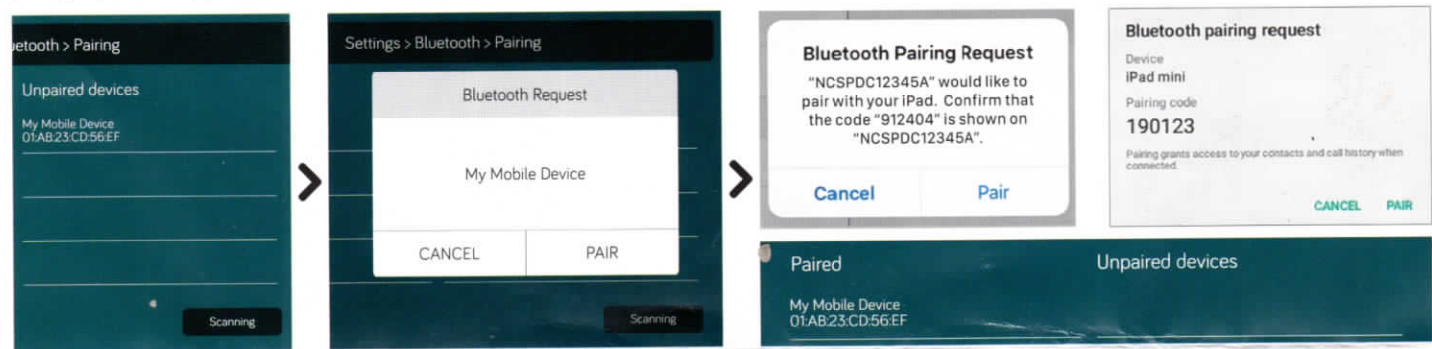 etooth > Pairing
Unpaired devices
My Mobile Device
01:AB:23:CD:56:EF
Scanning
Settings > Bluetooth > Pairing
Bluetooth Request
My Mobile Device
CANCEL
PAIR
Scanning
Bluetooth Pairing Request
"NCSPDC12345A" would like to
pair with your iPad. Confirm that
the code "912404" is shown on
"NCSPDC12345A".
Cancel
Pair
Bluetooth pairing request
Device
iPad mini
Pairing code
190123
Pairing grants access to your contacts and call history when
connected.
CANCEL
PAIR
Paired
My Mobile Device
01:AB:23:CD:56:EF
Unpaired devices